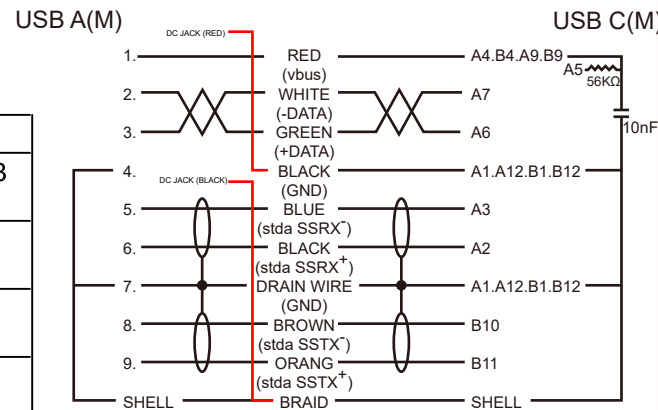 USB A(M) USB C(M)
DC JACK (RED)
1. RED A4.B4.A9.B9
(vbus) A5
56KΩ
2. WHITE A7
(-DATA) 10nF
3. GREEN A6
(+DATA)
3
4. BLACK A1.A12.B1.B12
DC JACK (BLACK)
(GND)
5. BLUE A3
(stda SSRX-)
6. BLACK A2
(stda SSRX+)
7. DRAIN WIRE A1.A12.B1.B12
(GND)
8. BROWN B10
(stda SSTX-)
9. ORANG B11
(stda SSTX+)
SHELL BRAID SHELL